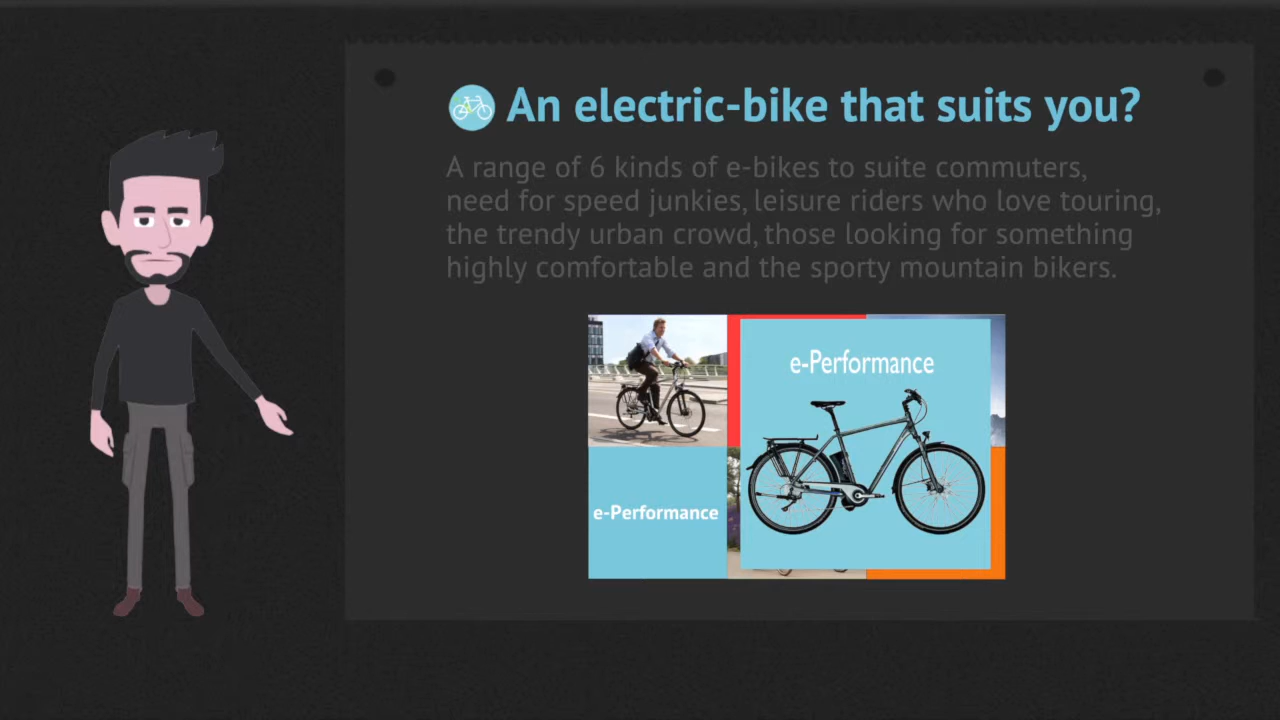 An electric-bike that suits you?
A range of 6 kinds of e-bikes to suite commuters,
need for speed junkies, leisure riders who love touring,
the trendy urban crowd, those looking for something
highly comfortable and the sporty mountain bikers.
e-Performance
e-Performance